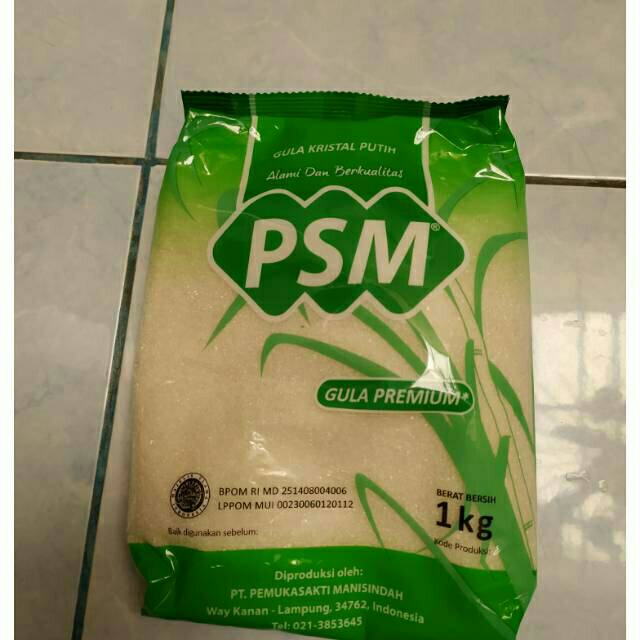 GULA KRISTAL PUTIH
Alami Dan Berkualitas
PSM®
GULA PREMIUM*
BPOM RI MD 251408004006
LPPOM MUI 00230060120112
Baik digunakan sebelum:
BERAT BERSIH
1kg
Kode Produksi:
Diproduksi oleh:
PT. PEMUKASAKTI MANISINDAH
Way Kanan - Lampung, 34762, Indonesia
Telp: 021-3853645